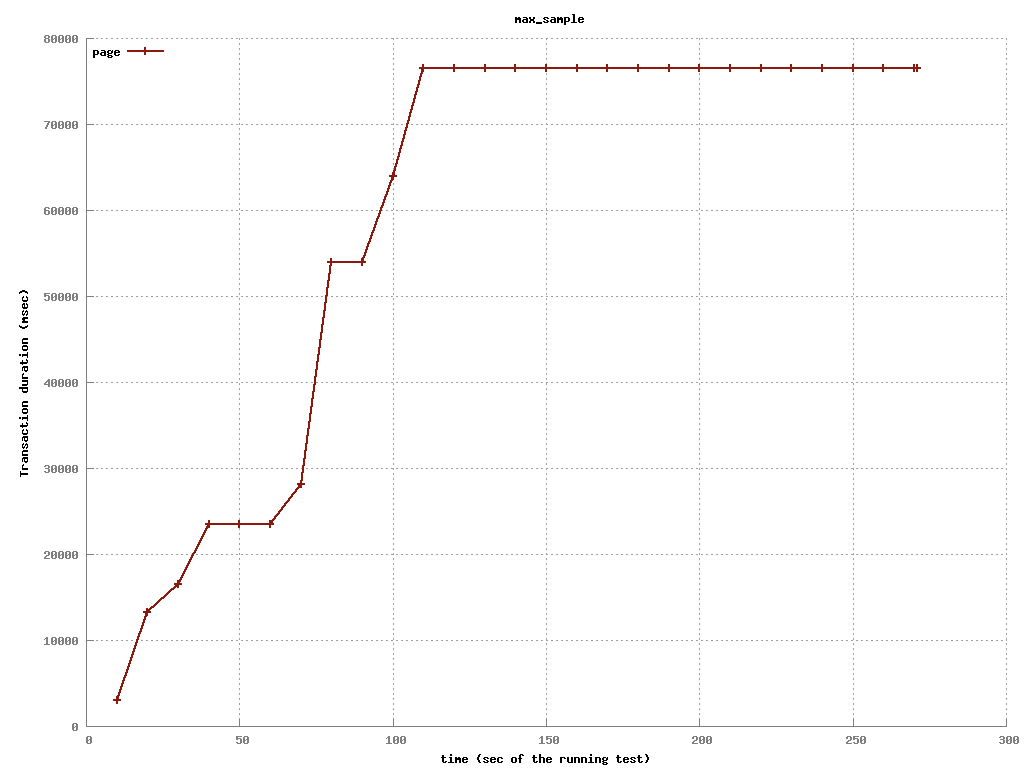 max_sample
page
80000
70000
60000
50000
40000
30000
20000
10000
0
Transaction duration (msec)
0 50 100 150 200 250 300
time (sec of the running test)